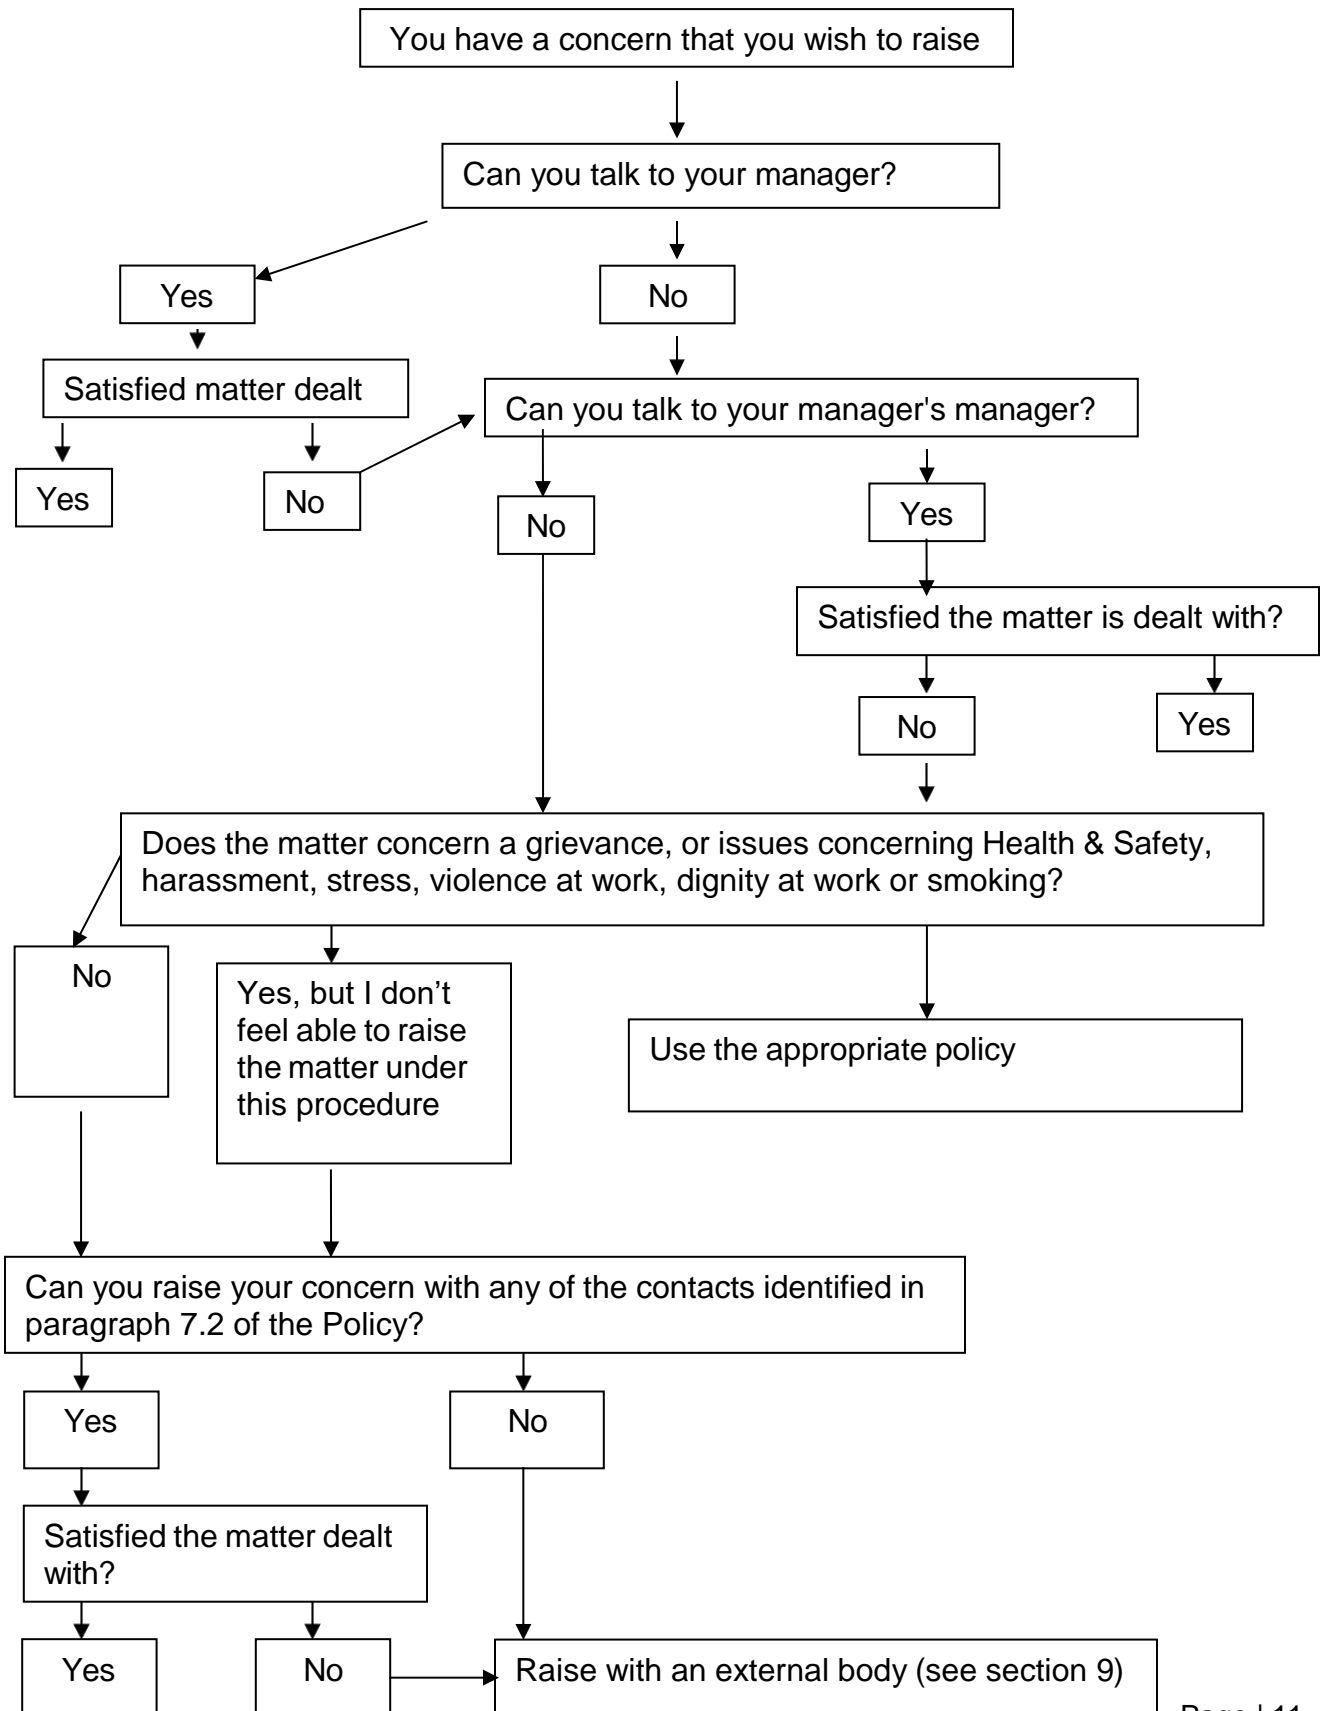 You have a concern that you wish to raise
Can you talk to your manager?
Yes
No
Satisfied matter dealt
Can you talk to your manager's manager?
Yes
No
No
Yes
Satisfied the matter is dealt with?
No
Yes
Does the matter concern a grievance, or issues concerning Health & Safety,
harassment, stress, violence at work, dignity at work or smoking?
No
Yes, but I don’t
feel able to raise
the matter under
this procedure
Use the appropriate policy
Can you raise your concern with any of the contacts identified in
paragraph 7.2 of the Policy?
Yes
No
Satisfied the matter dealt
with?
Yes
No
Raise with an external body (see section 9)
Page | 11